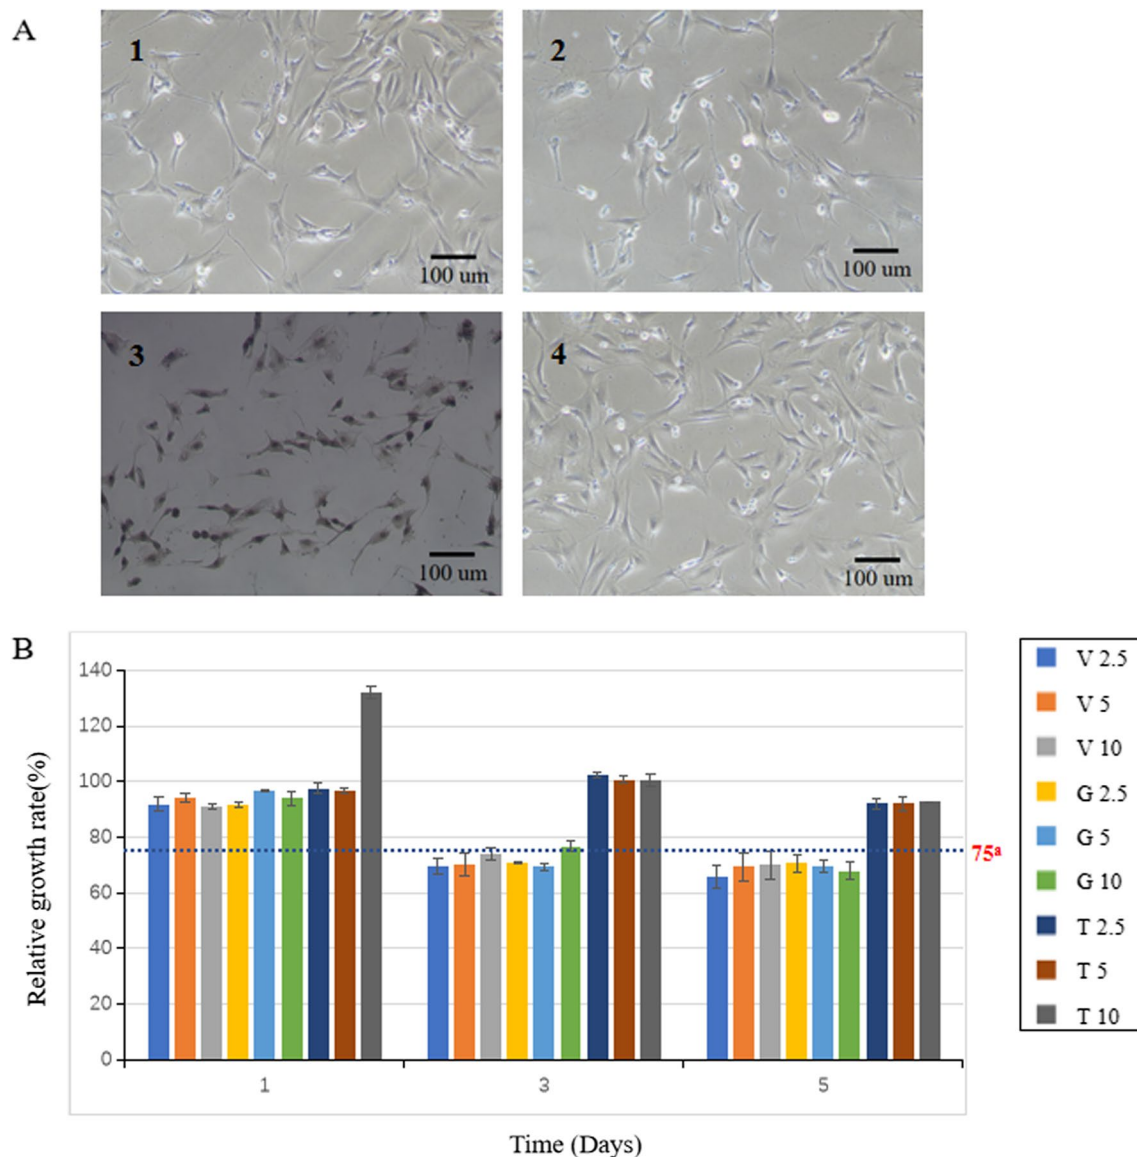 A
1
2
100 um
100 um
3
4
100 um
100 um
B
140
120
100
80
60
40
20
0
Relative growth rate(%)
75ᵃ
1
3
5
Time (Days)
V 2.5
V 5
V 10
G 2.5
G 5
G 10
T 2.5
T 5
T 10